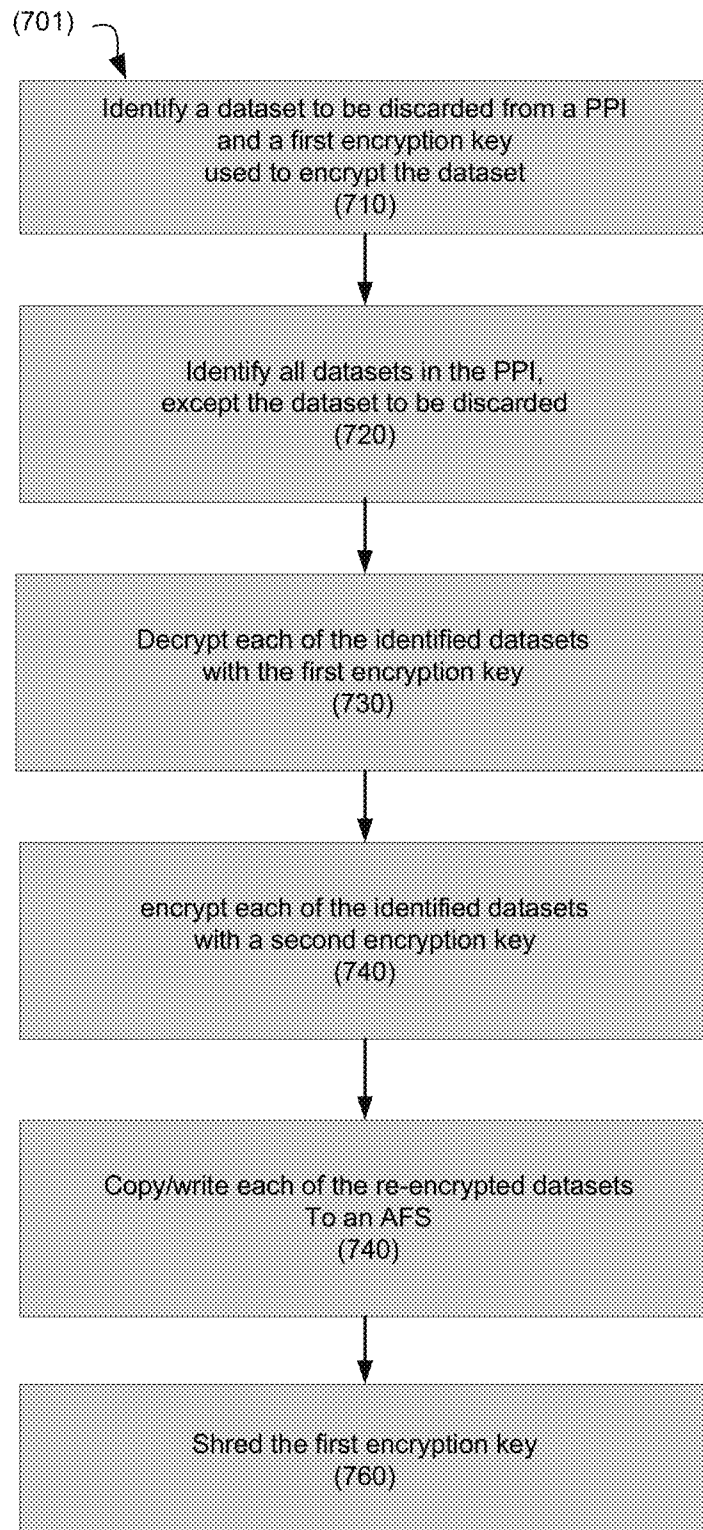 (701)
Identify a dataset to be discarded from a PPI
and a first encryption key
used to encrypt the dataset
(710)
Identify all datasets in the PPI,
except the dataset to be discarded
(720)
Decrypt each of the identified datasets
with the first encryption key
(730)
encrypt each of the identified datasets
with a second encryption key
(740)
Copy/write each of the re-encrypted datasets
To an AFS
(740)
Shred the first encryption key
(760)